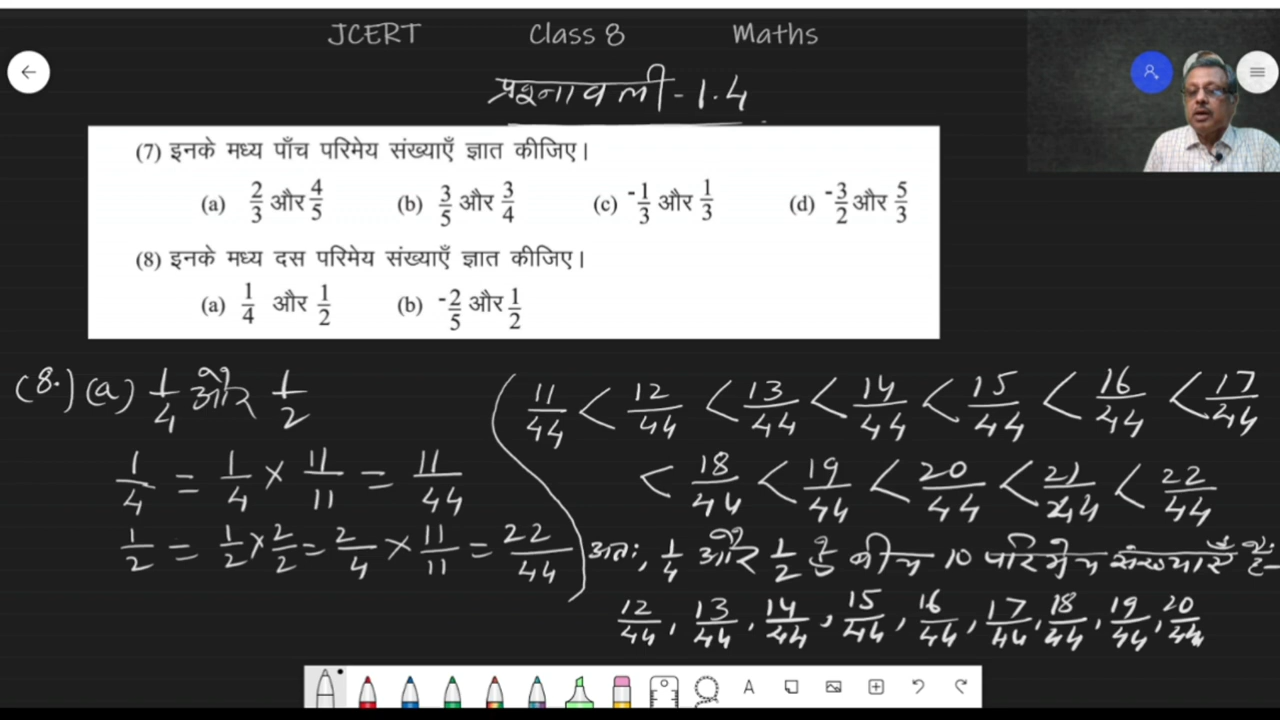 JCERT Class 8 Maths
प्रश्नावली - 1.4
(7) इनके मध्य पाँच परिमेय संख्याएँ ज्ञात कीजिए।
(a) 2/3 और 4/5 (b) 3/5 और 3/4 (c) -1/3 और 1/3 (d) -3/2 और 5/3
(8) इनके मध्य दस परिमेय संख्याएँ ज्ञात कीजिए।
(a) 1/4 और 1/2 (b) -2/5 और 1/2
(8.) (a) 1/4 और 1/2
1/4 = 1/4 × 11/11 = 11/44
1/2 = 1/2 × 2/2 = 2/4 × 11/11 = 22/44
11/44 < 12/44 < 13/44 < 14/44 < 15/44 < 16/44 < 17/44
< 18/44 < 19/44 < 20/44 < 21/44 < 22/44
अतः, 1/4 और 1/2 के बीच 10 परिमेय संख्याएँ हैं-
12/44, 13/44, 14/44, 15/44, 16/44, 17/44, 18/44, 19/44, 20/44
A